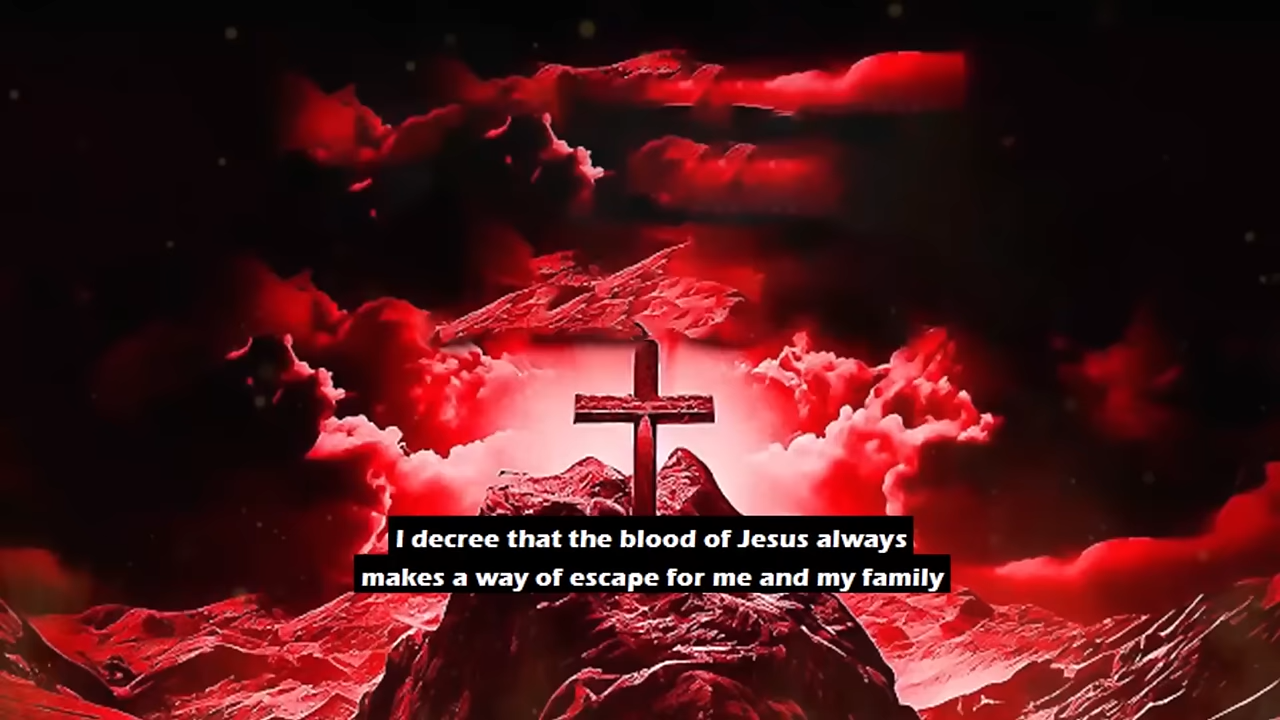 I decree that the blood of Jesus always
makes a way of escape for me and my family